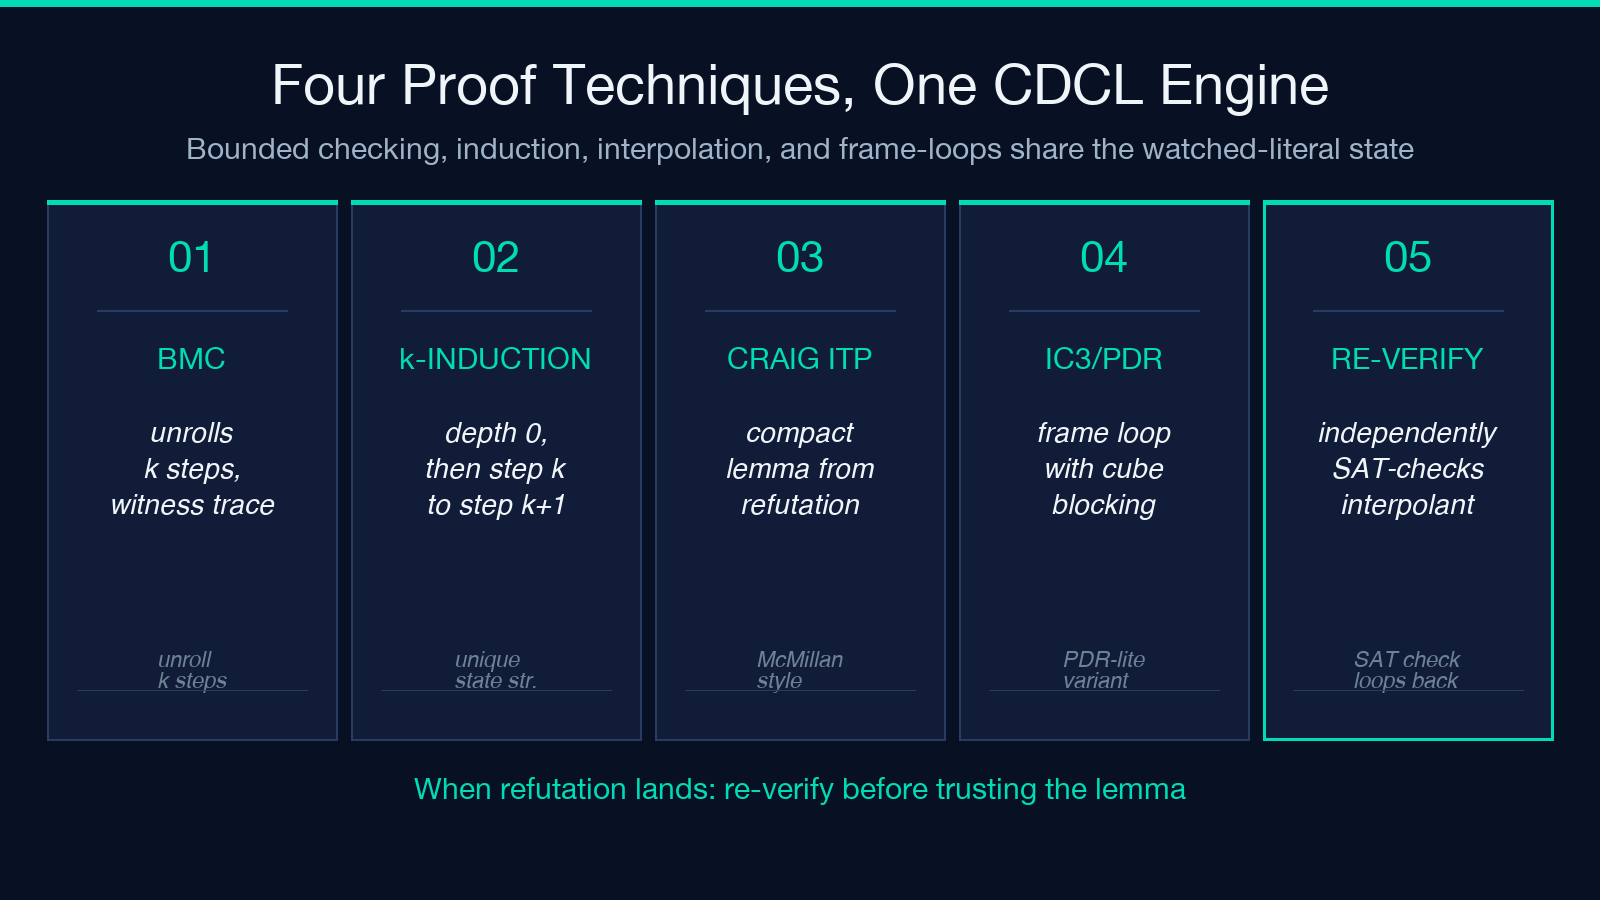 Four Proof Techniques, One CDCL Engine
Bounded checking, induction, interpolation, and frame-loops share the watched-literal state
01
BMC
unrolls
k steps,
witness trace
unroll
k steps
02
k-INDUCTION
depth 0,
then step k
to step k+1
unique
state str.
03
CRAIG ITP
compact
lemma from
refutation
McMillan
style
04
IC3/PDR
frame loop
with cube
blocking
PDR-lite
variant
05
RE-VERIFY
independently
SAT-checks
interpolant
SAT check
loops back
When refutation lands: re-verify before trusting the lemma